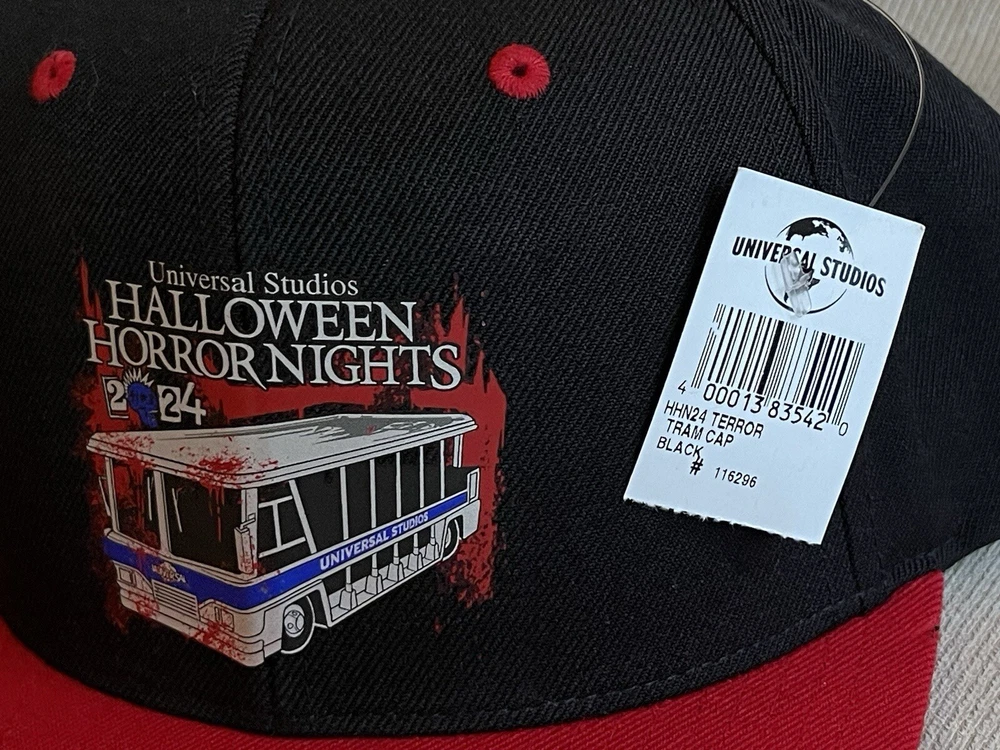 Universal Studios
HALLOWEEN
HORROR NIGHTS
2024
UNIVERSAL STUDIOS
UNIVERSAL
UNIVERSAL STUDIOS
4 00013 83542 0
HHN24 TERROR
TRAM CAP
BLACK
# 116296